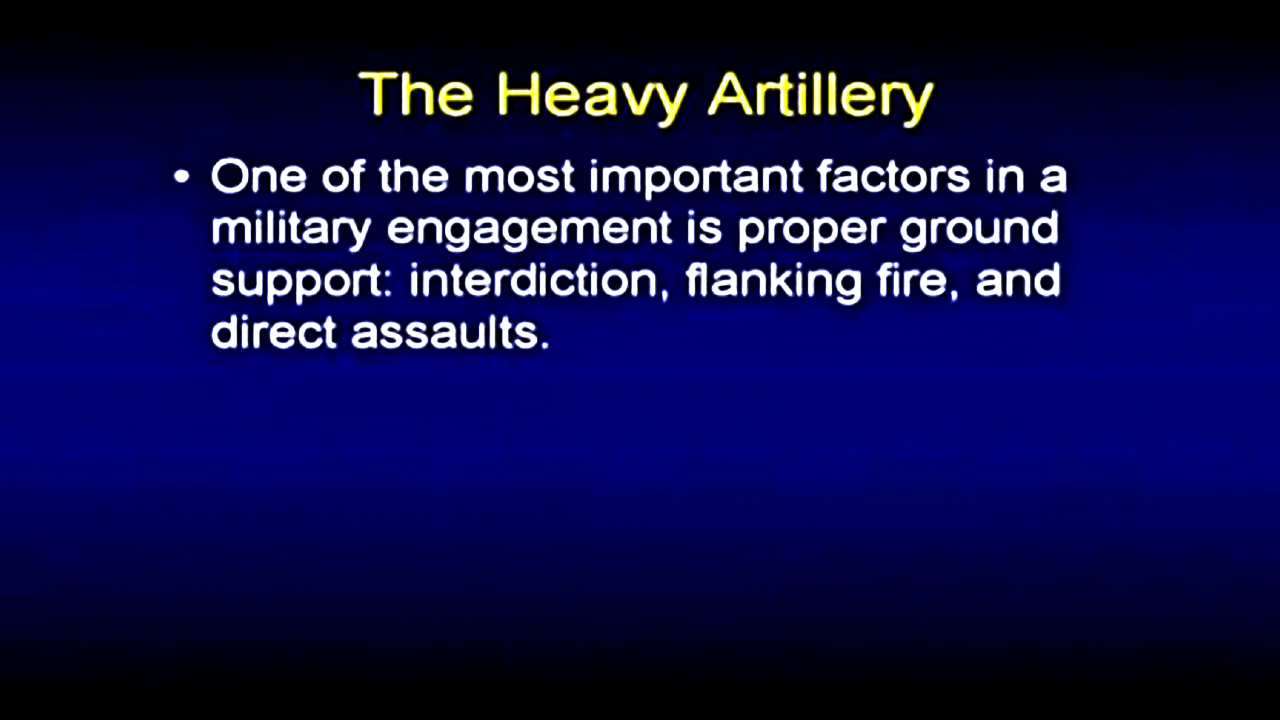 The Heavy Artillery
• One of the most important factors in a
military engagement is proper ground
support: interdiction, flanking fire, and
direct assaults.